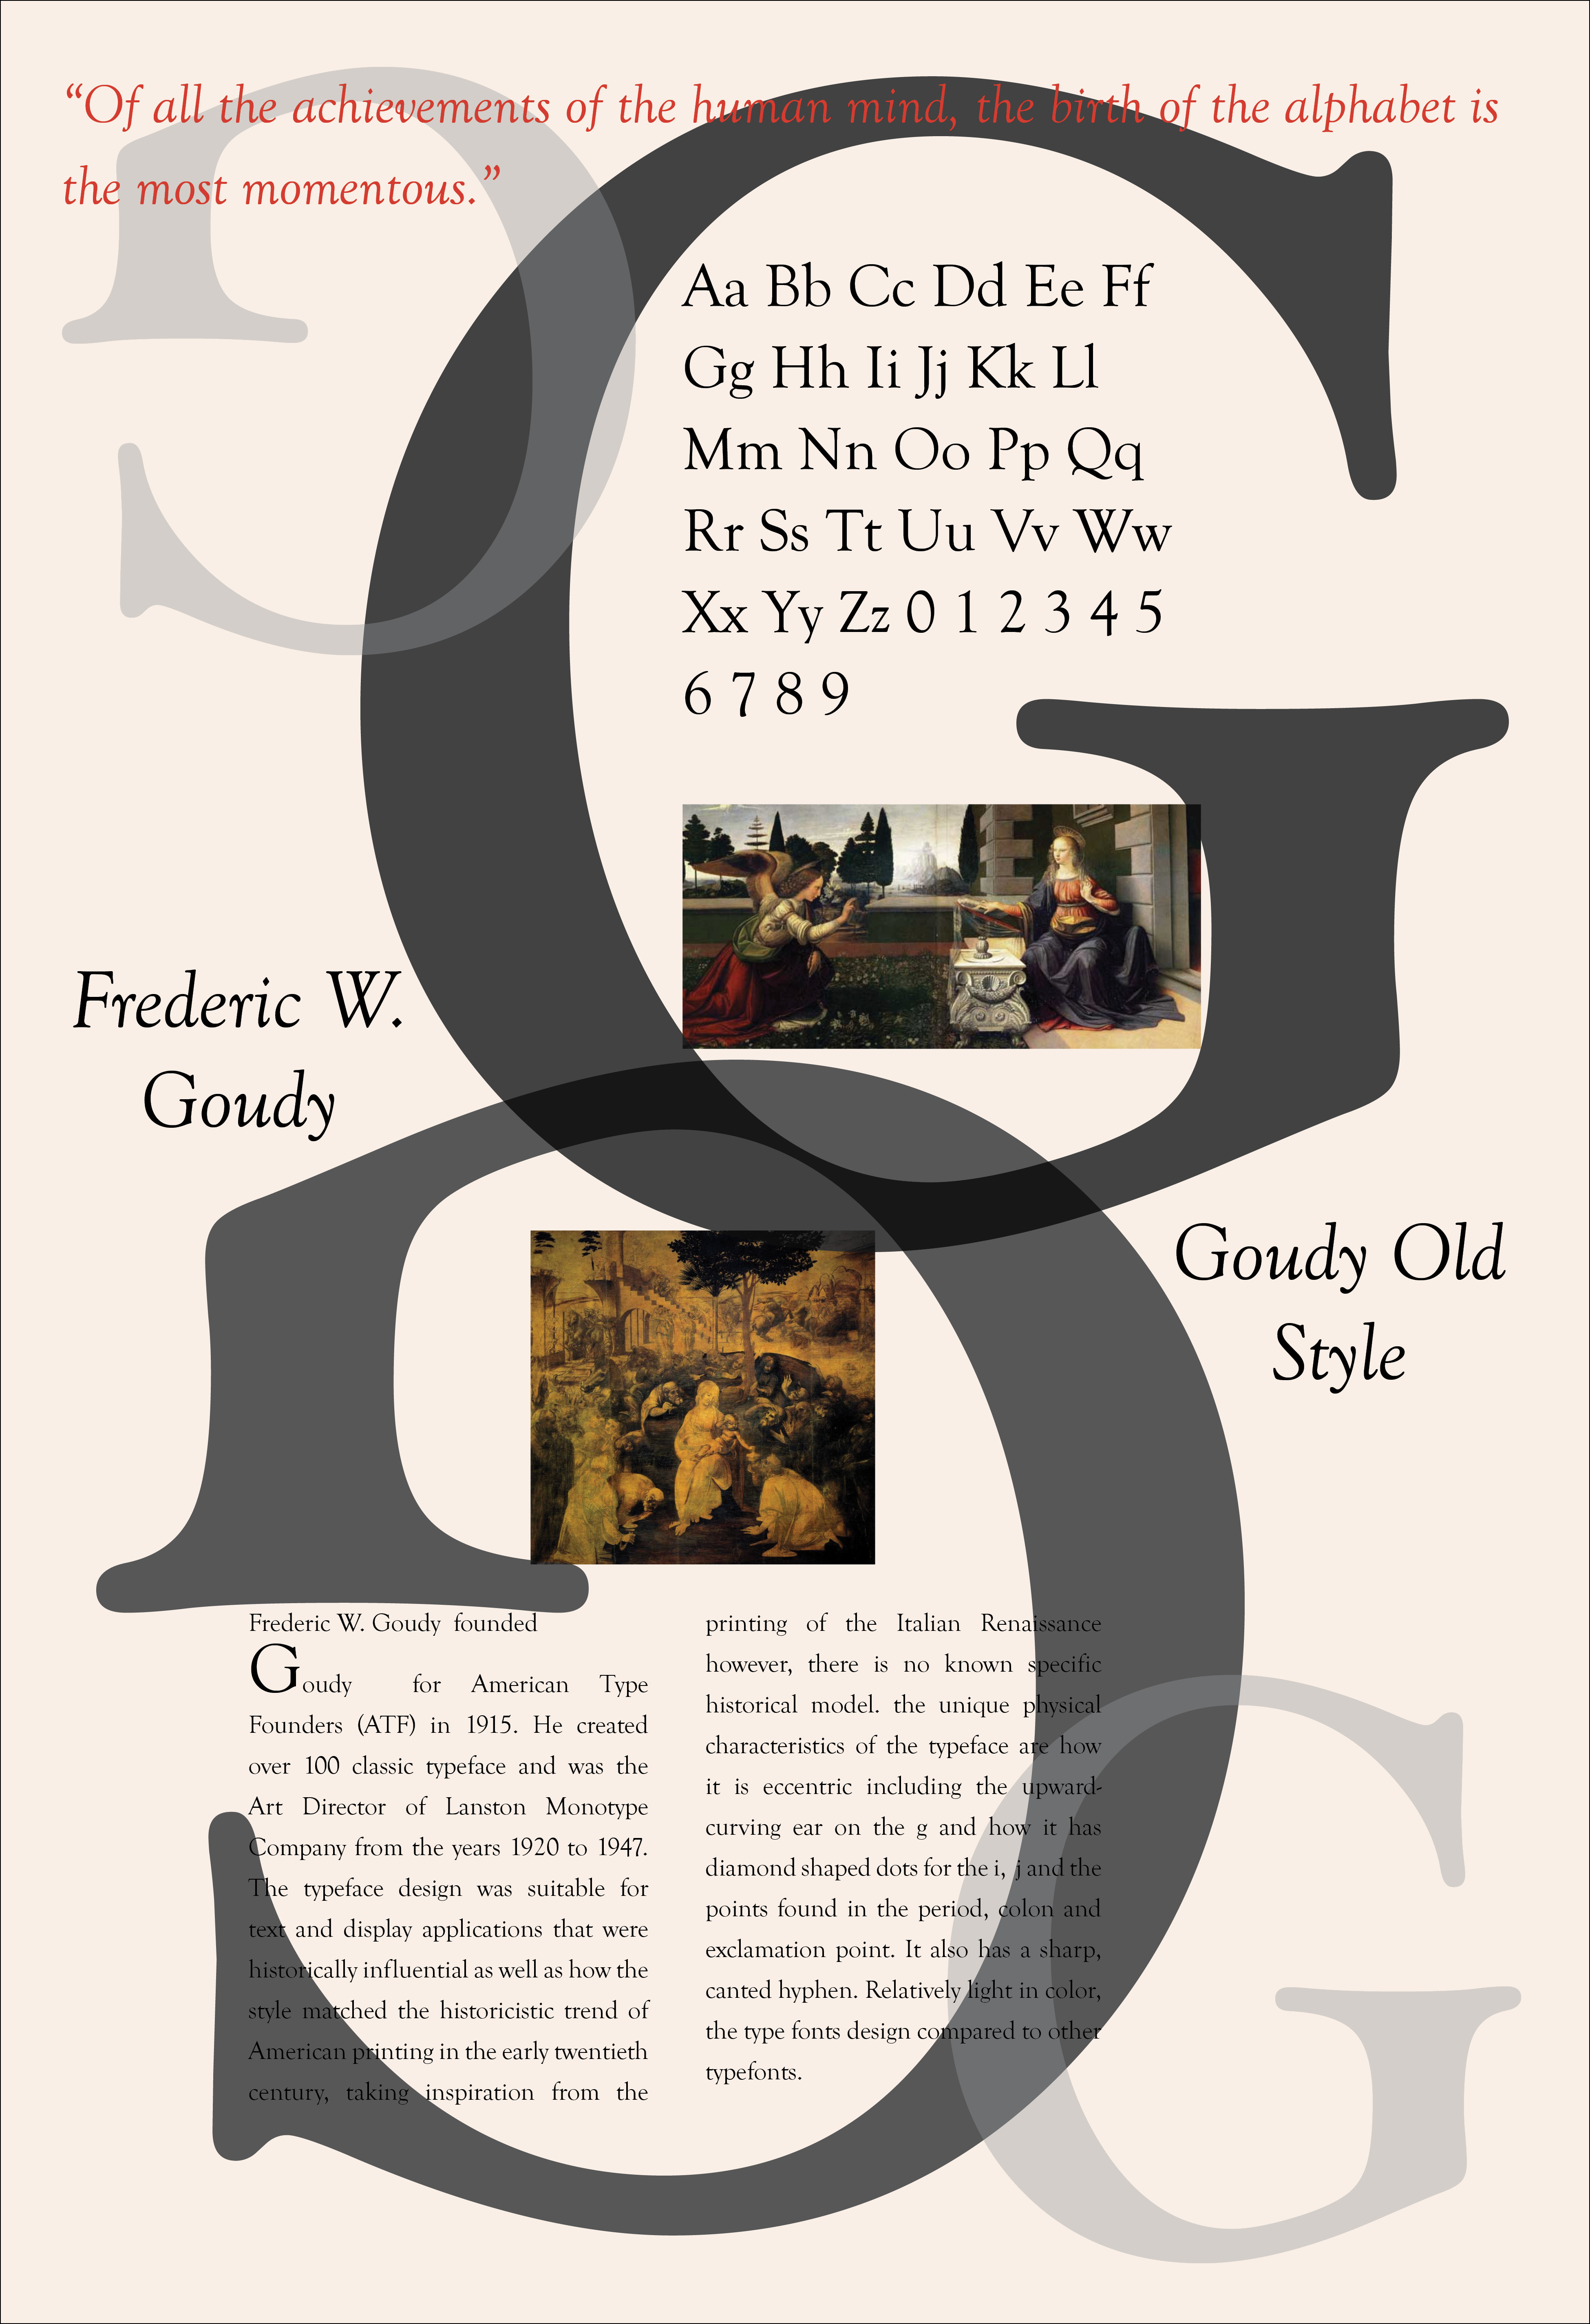 “Of all the achievements of the human mind, the birth of the alphabet is
the most momentous.”
Aa Bb Cc Dd Ee Ff
Gg Hh Ii Jj Kk Ll
Mm Nn Oo Pp Qq
Rr Ss Tt Uu Vv Ww
Xx Yy Zz 0 1 2 3 4 5
6 7 8 9
Frederic W.
Goudy
Goudy Old
Style
Frederic W. Goudy founded
Goudy for American Type
Founders (ATF) in 1915. He created
over 100 classic typeface and was the
Art Director of Lanston Monotype
Company from the years 1920 to 1947.
The typeface design was suitable for
text and display applications that were
historically influential as well as how the
style matched the historicistic trend of
American printing in the early twentieth
century, taking inspiration from the
printing of the Italian Renaissance
however, there is no known specific
historical model. the unique physical
characteristics of the typeface are how
it is eccentric including the upward-
curving ear on the g and how it has
diamond shaped dots for the i, j and the
points found in the period, colon and
exclamation point. It also has a sharp,
canted hyphen. Relatively light in color,
the type fonts design compared to other
typefonts.
G
G
G
G